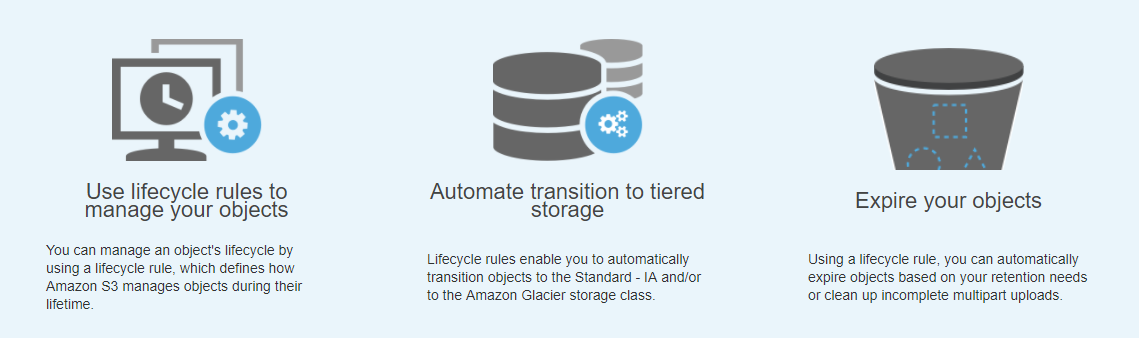 Use lifecycle rules to
manage your objects
You can manage an object's lifecycle by
using a lifecycle rule, which defines how
Amazon S3 manages objects during their
lifetime.
Automate transition to tiered
storage
Lifecycle rules enable you to automatically
transition objects to the Standard - IA and/or
to the Amazon Glacier storage class.
Expire your objects
Using a lifecycle rule, you can automatically
expire objects based on your retention needs
or clean up incomplete multipart uploads.